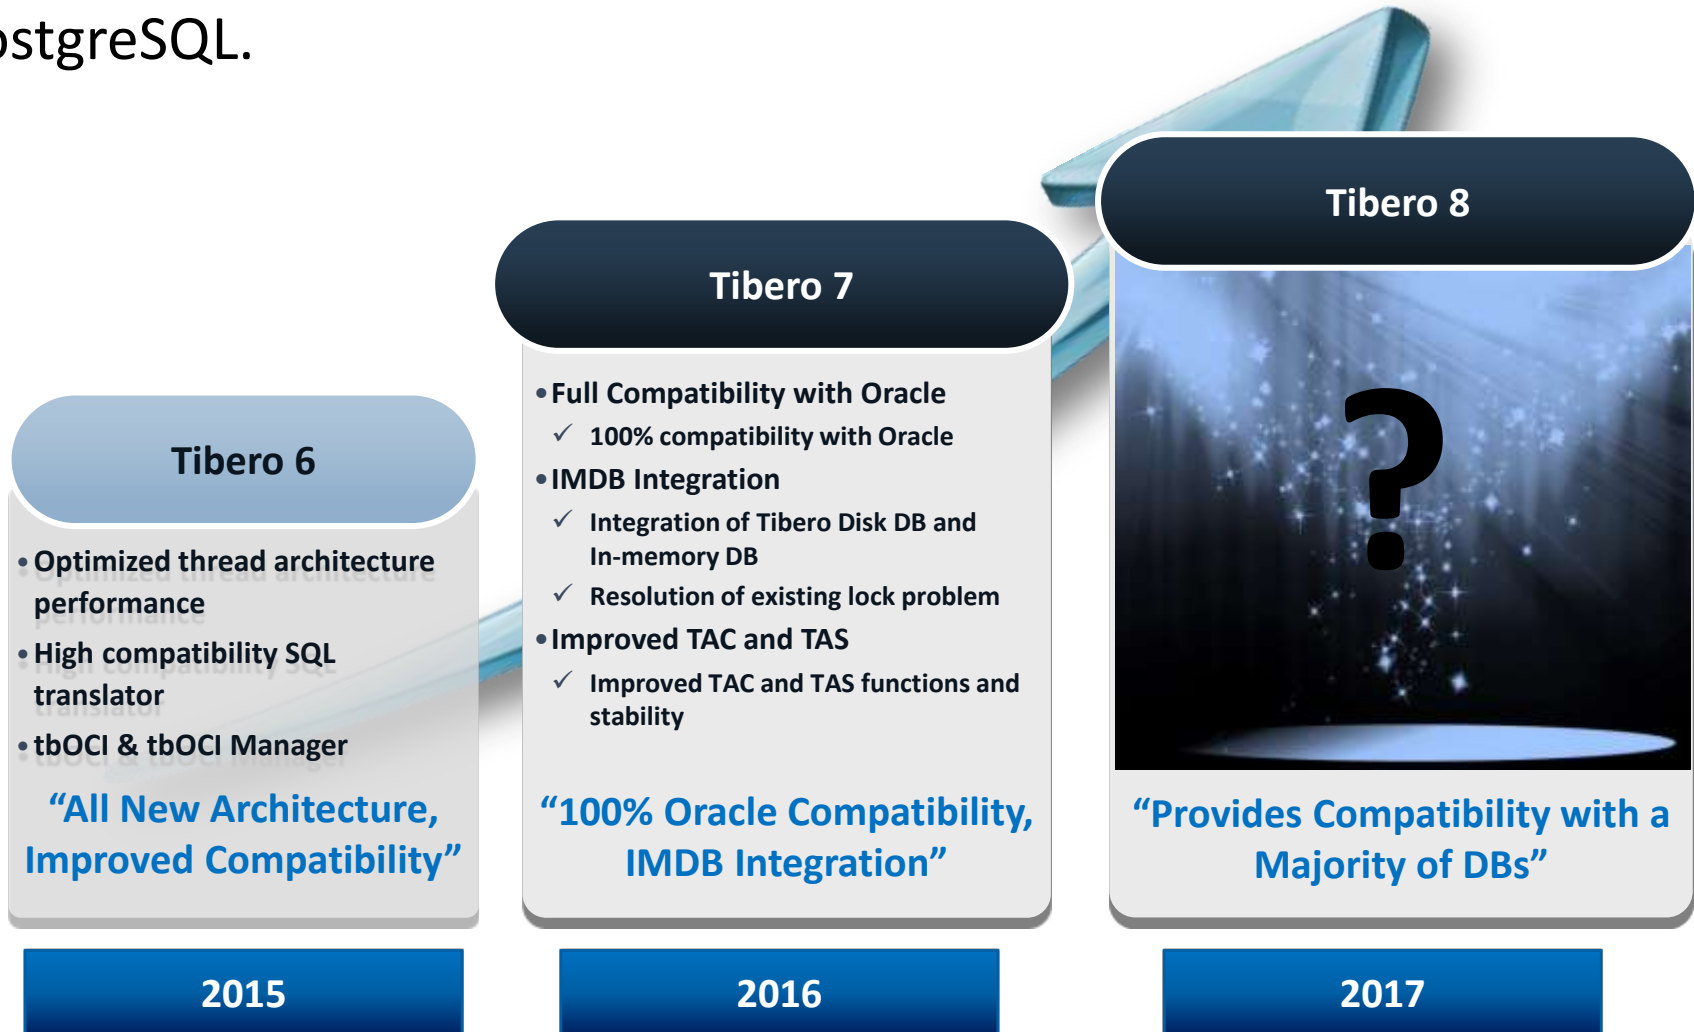 ostgreSQL.
Tibero 6
• Optimized thread architecture
performance
• High compatibility SQL
translator
• tbOCI & tbOCI Manager
“All New Architecture,
Improved Compatibility”
2015
Tibero 7
• Full Compatibility with Oracle
✓ 100% compatibility with Oracle
• IMDB Integration
✓ Integration of Tibero Disk DB and
In-memory DB
✓ Resolution of existing lock problem
• Improved TAC and TAS
✓ Improved TAC and TAS functions and
stability
“100% Oracle Compatibility,
IMDB Integration”
2016
Tibero 8
?
“Provides Compatibility with a
Majority of DBs”
2017